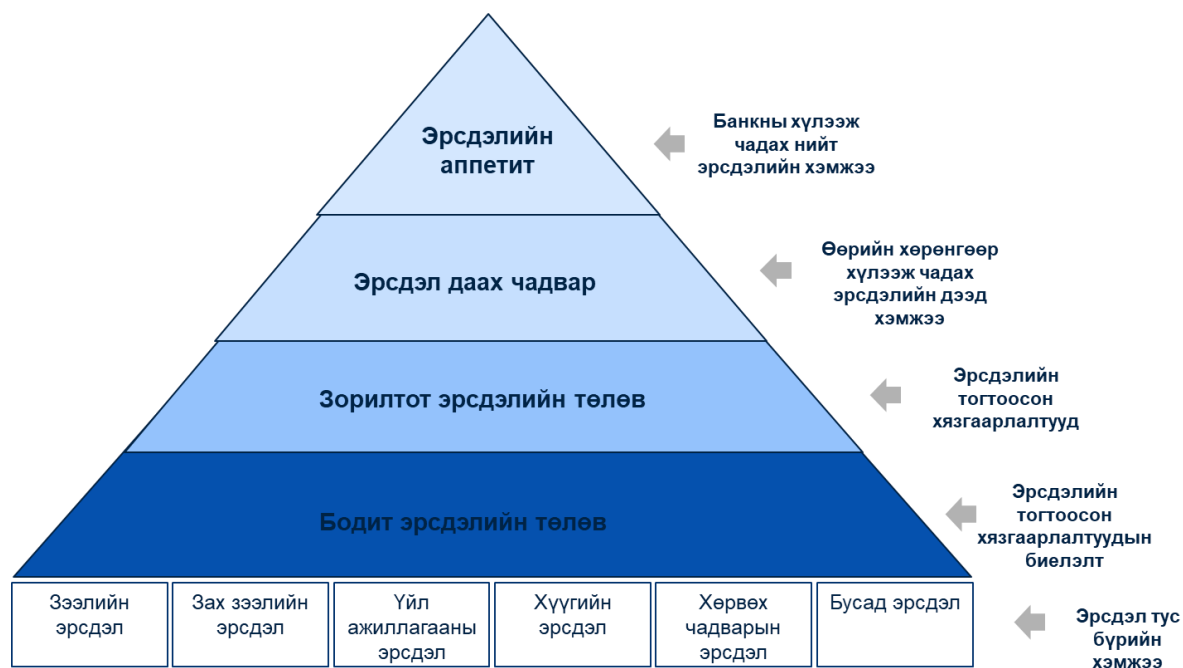 Эрсдэлийн
аппетит
Банкны хүлээж
чадах нийт
эрсдэлийн хэмжээ
Эрсдэл даах чадвар
Өөрийн хөрөнгөөр
хүлээж чадах
эрсдэлийн дээд
хэмжээ
Зорилтот эрсдэлийн төлөв
Эрсдэлийн
тогтоосон
хязгаарлалтууд
Бодит эрсдэлийн төлөв
Эрсдэлийн
тогтоосон
хязгаарлалтуудын
биелэлт
Зээлийн
эрсдэл
Зах зээлийн
эрсдэл
Үйл
ажиллагааны
эрсдэл
Хүүгийн
эрсдэл
Хөрвөх
чадварын
эрсдэл
Бусад эрсдэл
Эрсдэл тус
бүрийн
хэмжээ